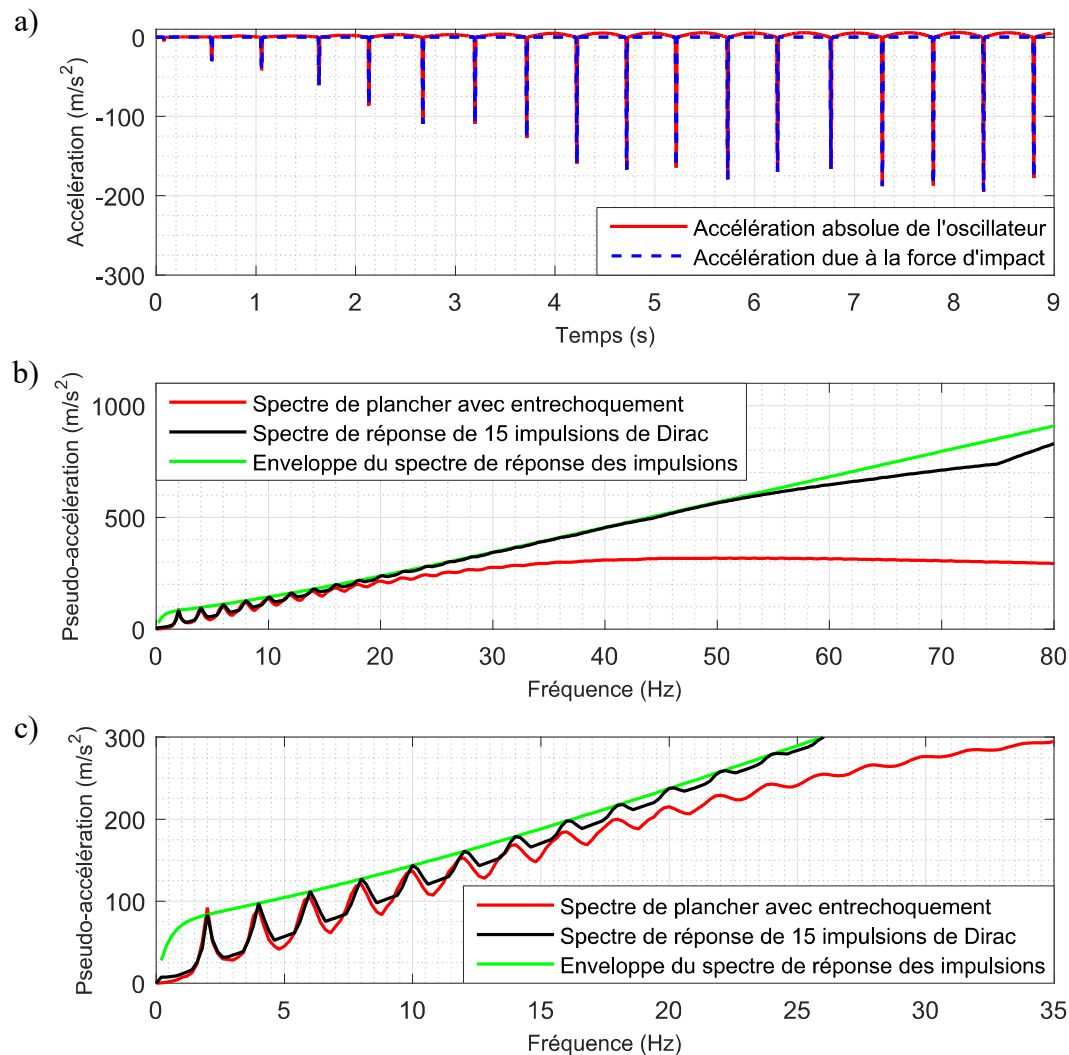 a)
0
-100
-200
-300
Accélération (m/s²)
Accélération absolue de l'oscillateur
Accélération due à la force d'impact
0 1 2 3 4 5 6 7 8 9
Temps (s)
b)
1000
500
0
Pseudo-accélération (m/s²)
Spectre de plancher avec entrechoquement
Spectre de réponse de 15 impulsions de Dirac
Enveloppe du spectre de réponse des impulsions
0 10 20 30 40 50 60 70 80
Fréquence (Hz)
c)
300
200
100
0
Pseudo-accélération (m/s²)
Spectre de plancher avec entrechoquement
Spectre de réponse de 15 impulsions de Dirac
Enveloppe du spectre de réponse des impulsions
0 5 10 15 20 25 30 35
Fréquence (Hz)